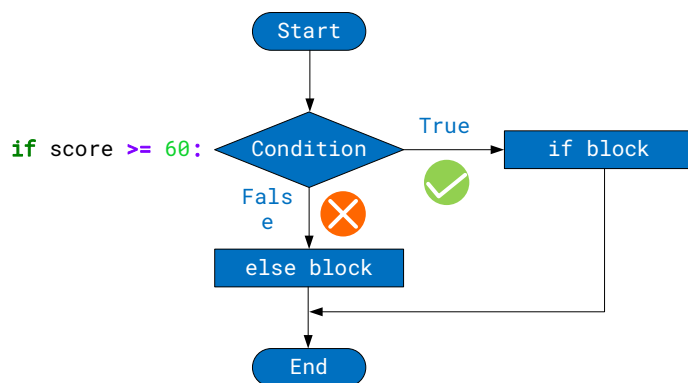 Start
True
if score >= 60:
Condition
if block
Fals
e
else block
End